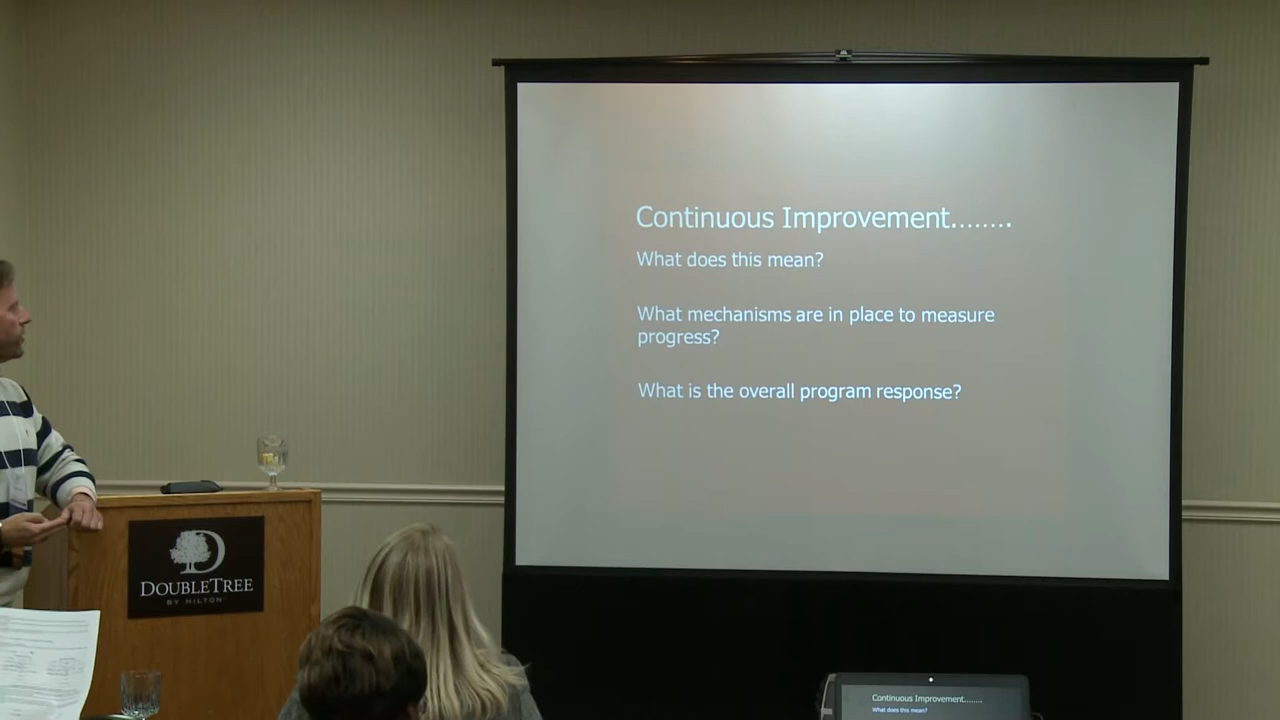 Continuous Improvement........
What does this mean?
What mechanisms are in place to measure
progress?
What is the overall program response?
DOUBLETREE
BY HILTON™
Continuous Improvement........
What does this mean?